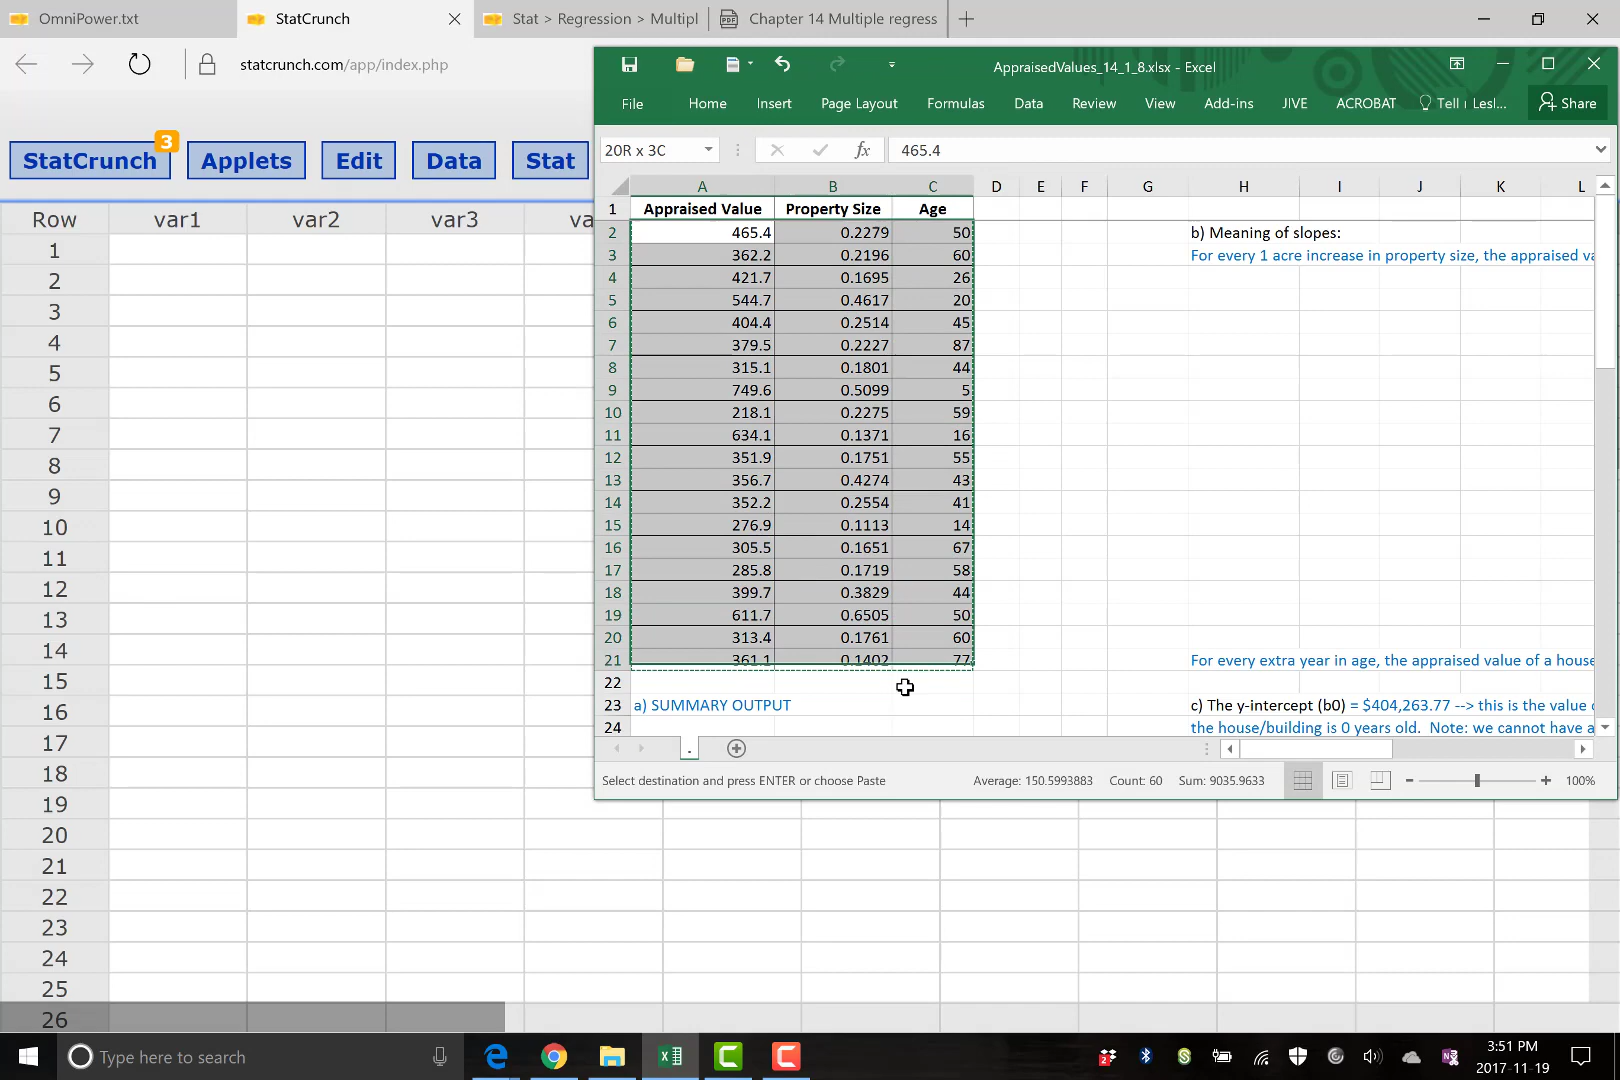 OmniPower.txt
StatCrunch
Stat > Regression > Multipl
Chapter 14 Multiple regress
statcrunch.com/app/index.php
StatCrunch 3
Applets
Edit
Data
Stat
Row var1 var2 var3 va
1
2
3
4
5
6
7
8
9
10
11
12
13
14
15
16
17
18
19
20
21
22
23
24
25
26
AppraisedValues_14_1_8.xlsx - Excel
File Home Insert Page Layout Formulas Data Review View Add-ins JIVE ACROBAT Tell Lesl... Share
20R x 3C fx 465.4
A B C D E F G H I J K L
1 Appraised Value Property Size Age
2 465.4 0.2279 50 b) Meaning of slopes:
3 362.2 0.2196 60 For every 1 acre increase in property size, the appraised va
4 421.7 0.1695 26
5 544.7 0.4617 20
6 404.4 0.2514 45
7 379.5 0.2227 87
8 315.1 0.1801 44
9 749.6 0.5099 5
10 218.1 0.2275 59
11 634.1 0.1371 16
12 351.9 0.1751 55
13 356.7 0.4274 43
14 352.2 0.2554 41
15 276.9 0.1113 14
16 305.5 0.1651 67
17 285.8 0.1719 58
18 399.7 0.3829 44
19 611.7 0.6505 50
20 313.4 0.1761 60
21 361.1 0.1402 77 For every extra year in age, the appraised value of a house
22
23 a) SUMMARY OUTPUT c) The y-intercept (b0) = $404,263.77 --> this is the value
24 the house/building is 0 years old. Note: we cannot have a
.
Select destination and press ENTER or choose Paste Average: 150.5993883 Count: 60 Sum: 9035.9633 100%
Type here to search
3:51 PM
2017-11-19